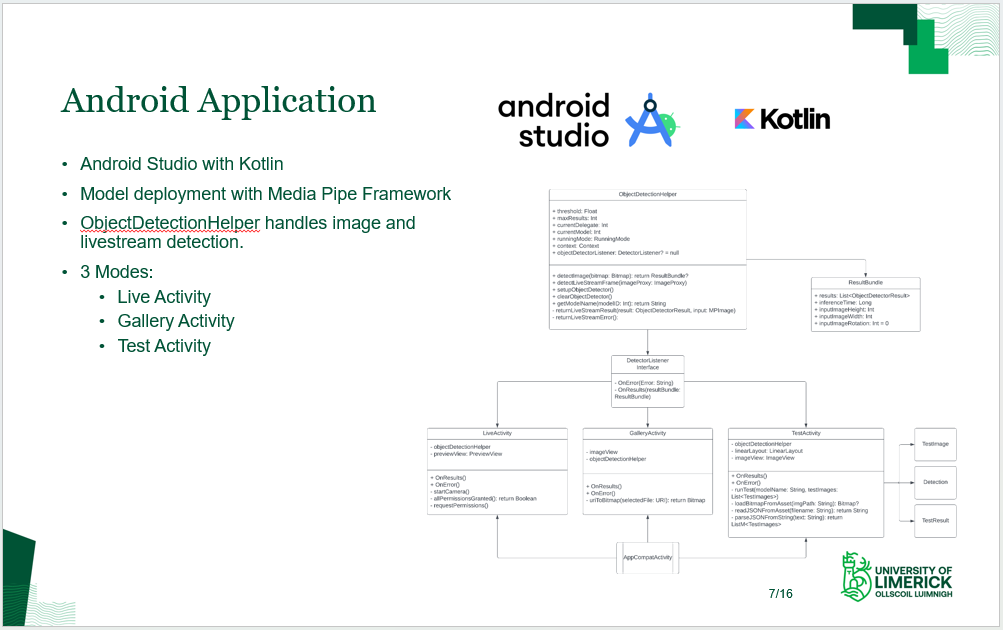 Android Application
android
studio
Kotlin
• Android Studio with Kotlin
• Model deployment with Media Pipe Framework
• ObjectDetectionHelper handles image and
livestream detection.
• 3 Modes:
• Live Activity
• Gallery Activity
• Test Activity
ObjectDetectionHelper
+ threshold: Float
+ maxResults: Int
+ currentDelegate: Int
+ currentModel: Int
+ runningMode: RunningMode
+ context: Context
+ objectDetectorListener: DetectorListener? = null
+ detectImage(bitmap: Bitmap): return ResultBundle?
+ detectLiveStreamFrame(imageProxy: ImageProxy)
+ setupObjectDetector()
+ clearObjectDetector()
+ getModelName(modelID: Int): return String
- returnLiveStreamResult(result: ObjectDetectorResult, input: MPImage)
- returnLiveStreamError():
ResultBundle
+ results: List<ObjectDetectorResult>
+ inferenceTime: Long
+ inputImageHeight: Int
+ inputImageWidth: Int
+ inputImageRotation: Int = 0
DetectorListener
Interface
- OnError(Error: String)
- OnResults(resultBundle:
ResultBundle)
LiveActivity
- objectDetectionHelper
- previewView: PreviewView
+ OnResults()
+ OnError()
- startCamera()
- allPermissionsGranted(): return Boolean
- requestPermissions()
GalleryActivity
- imageView
- objectDetectionHelper
+ OnResults()
+ OnError()
- uriToBitmap(selectedFile: URI): return Bitmap
TestActivity
- objectDetectionHelper
- linearLayout: LinearLayout
- imageView: ImageView
+ OnResults()
+ OnError()
- runTest(modelName: String, testImages:
List<TestImages>)
- loadBitmapFromAsset(imgPath: String): Bitmap?
- readJSONFromAsset(filename: String): return String
- parseJSONFromString(text: String): return
ListM<TestImages>
TestImage
Detection
TestResult
AppCompatActivity
7/16
UNIVERSITY OF
LIMERICK
OLLSCOIL LUIMNIGH